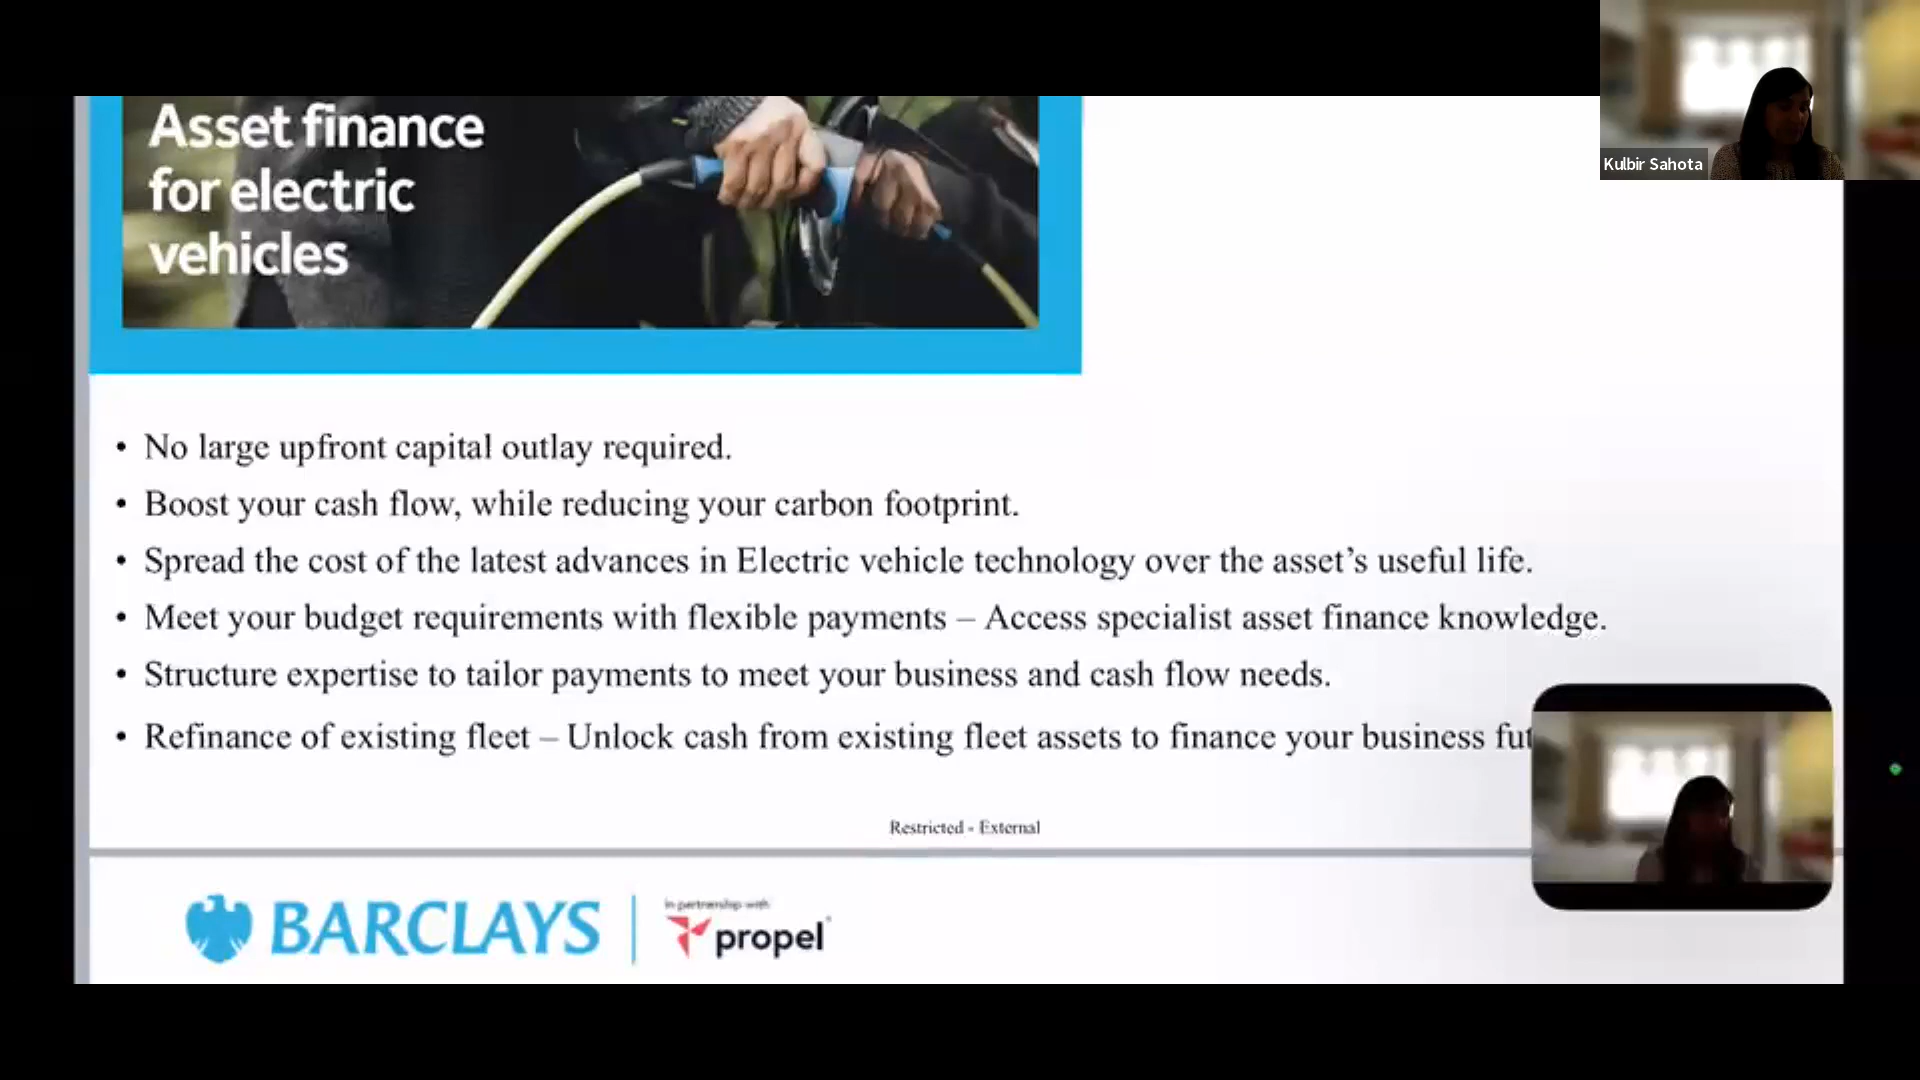 Kulbir Sahota
Asset finance
for electric
vehicles
• No large upfront capital outlay required.
• Boost your cash flow, while reducing your carbon footprint.
• Spread the cost of the latest advances in Electric vehicle technology over the asset’s useful life.
• Meet your budget requirements with flexible payments – Access specialist asset finance knowledge.
• Structure expertise to tailor payments to meet your business and cash flow needs.
• Refinance of existing fleet – Unlock cash from existing fleet assets to finance your business
Restricted - External
BARCLAYS
In partnership with
propel